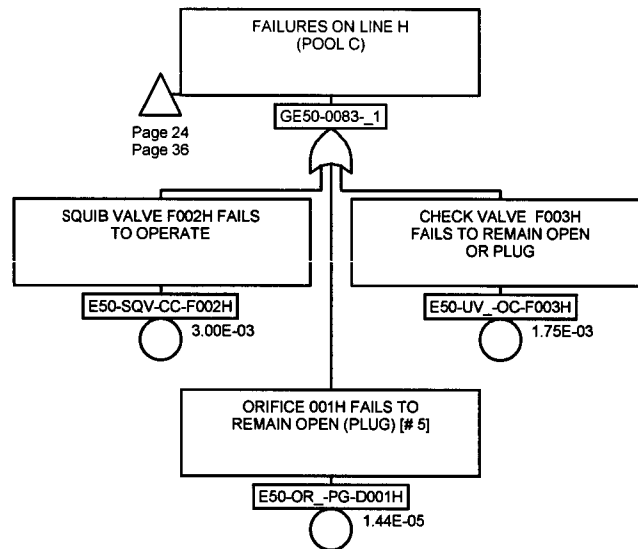 FAILURES ON LINE H
(POOL C)
Page 24
Page 36
GE50-0083-_1
SQUIB VALVE F002H FAILS
TO OPERATE
E50-SQV-CC-F002H
3.00E-03
CHECK VALVE F003H
FAILS TO REMAIN OPEN
OR PLUG
E50-UV_-OC-F003H
1.75E-03
ORIFICE 001H FAILS TO
REMAIN OPEN (PLUG) [# 5]
E50-OR_-PG-D001H
1.44E-05